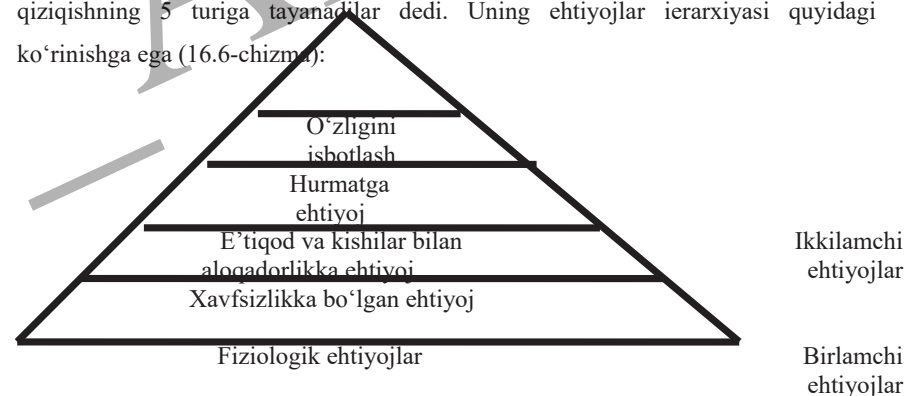 qiziqishning 5 turiga tayanadilar dedi. Uning ehtiyojlar ierarxiyasi quyidagi
ko‘rinishga ega (16.6-chizma):
O‘zligini
isbotlash
Hurmatga
ehtiyoj
E’tiqod va kishilar bilan
aloqadorlikka ehtiyoj
Xavfsizlikka bo‘lgan ehtiyoj
Ikkilamchi
ehtiyojlar
Fiziologik ehtiyojlar
Birlamchi
ehtiyojlar